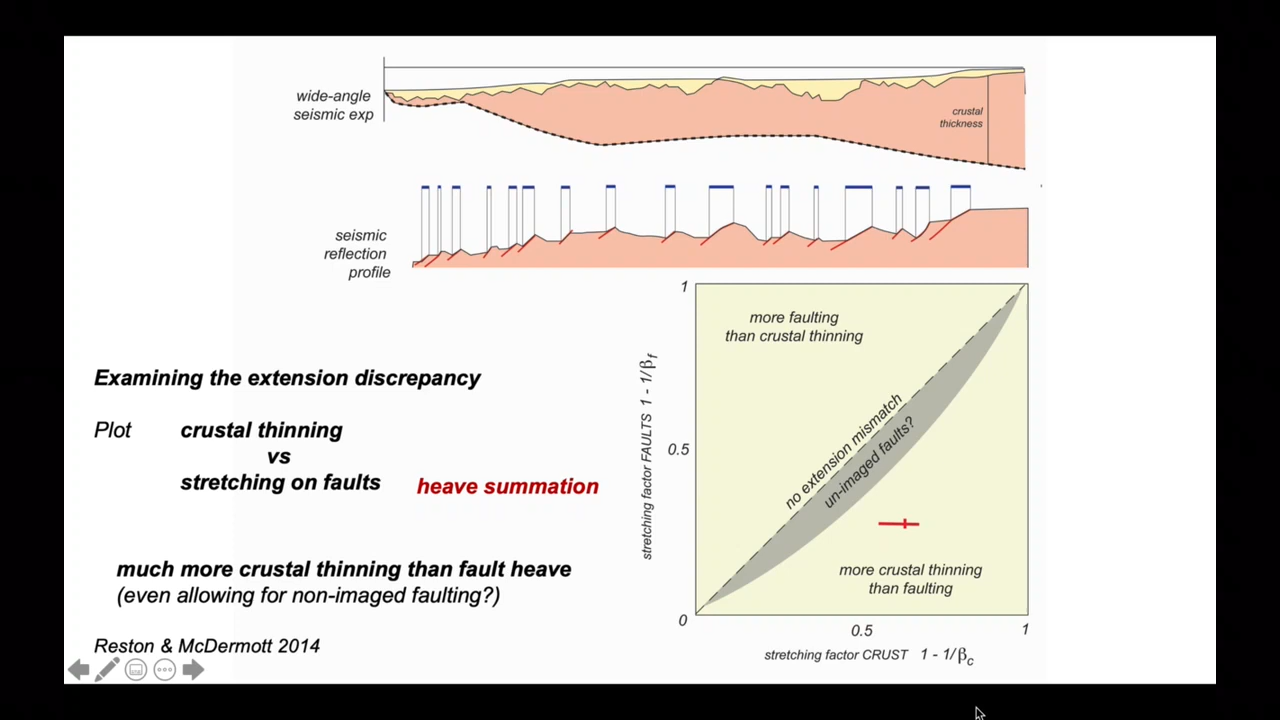 wide-angle
seismic exp
crustal
thickness
seismic
reflection
profile
Examining the extension discrepancy
Plot crustal thinning
vs
stretching on faults
heave summation
much more crustal thinning than fault heave
(even allowing for non-imaged faulting?)
Reston & McDermott 2014
1
more faulting
than crustal thinning
stretching factor FAULTS 1 - 1/βf
0.5
no extension mismatch
un-imaged faults?
more crustal thinning
than faulting
0
0.5
1
stretching factor CRUST 1 - 1/βc